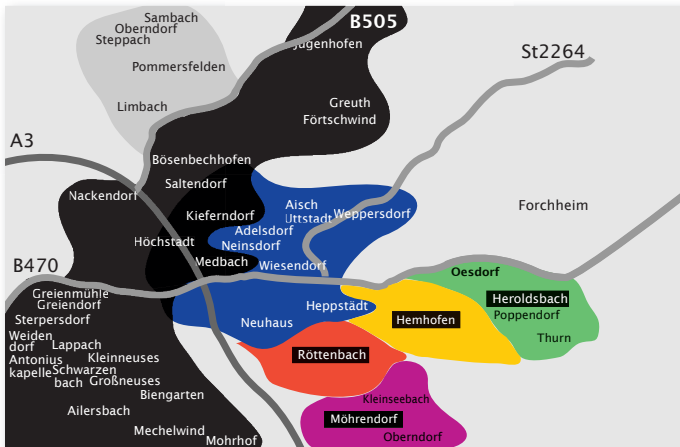 Sambach
Oberndorf
Steppach
B505
Jugenhofen
St2264
Pommersfelden
Limbach
Greuth
Förtschwind
A3
Bösenbechhofen
Saltendorf
Nackendorf
Aisch
Kieferndorf
Uttstadt
Weppersdorf
Forchheim
Adelsdorf
Höchstadt
Neinsdorf
Medbach
Wiesendorf
B470
Oesdorf
Greienmühle
Greiendorf
Heppstädt
Heroldsbach
Poppendorf
Sterpersdorf
Neuhaus
Hemhofen
Weiden
dorf
Lappach
Thurn
Antonius
kapelle
Kleinneuses
Röttenbach
Schwarzen
bach
Großneuses
Biengarten
Kleinseebach
Ailersbach
Möhrendorf
Mechelwind
Mohrhof
Oberndorf